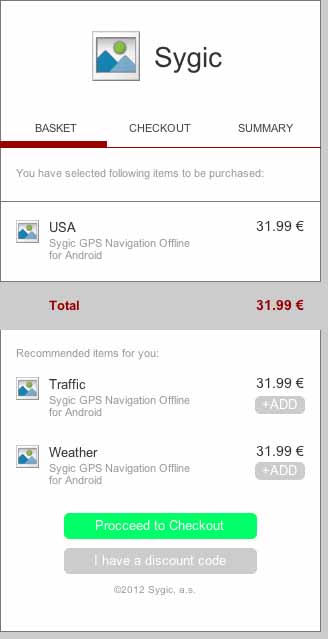 Sygic
BASKET CHECKOUT SUMMARY
You have selected following items to be purchased:
USA 31.99 €
Sygic GPS Navigation Offline
for Android
Total 31.99 €
Recommended items for you:
Traffic 31.99 €
Sygic GPS Navigation Offline +ADD
for Android
Weather 31.99 €
Sygic GPS Navigation Offline +ADD
for Android
Procceed to Checkout
I have a discount code
©2012 Sygic, a.s.